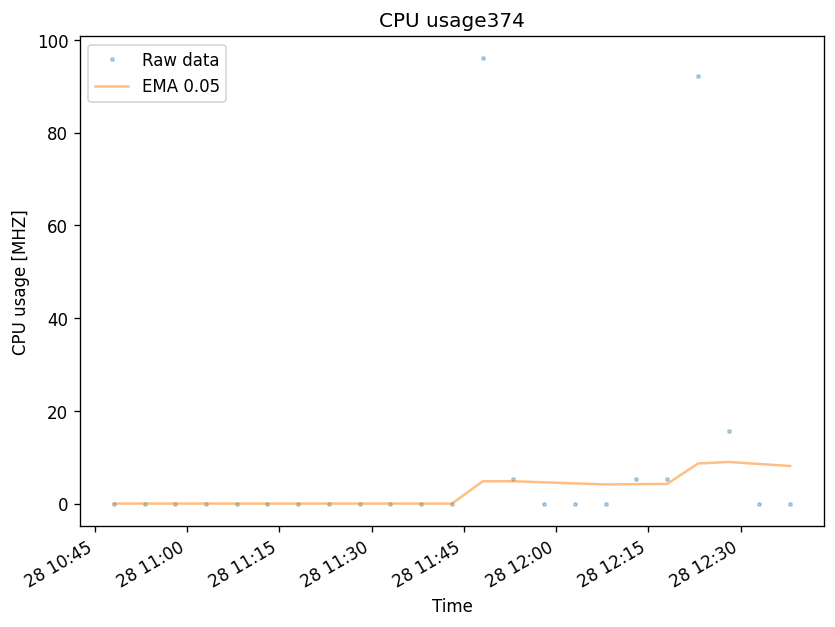 CPU usage374
Raw data
EMA 0.05
100
80
60
40
20
0
CPU usage [MHZ]
28 10:45
28 11:00
28 11:15
28 11:30
28 11:45
28 12:00
28 12:15
28 12:30
Time